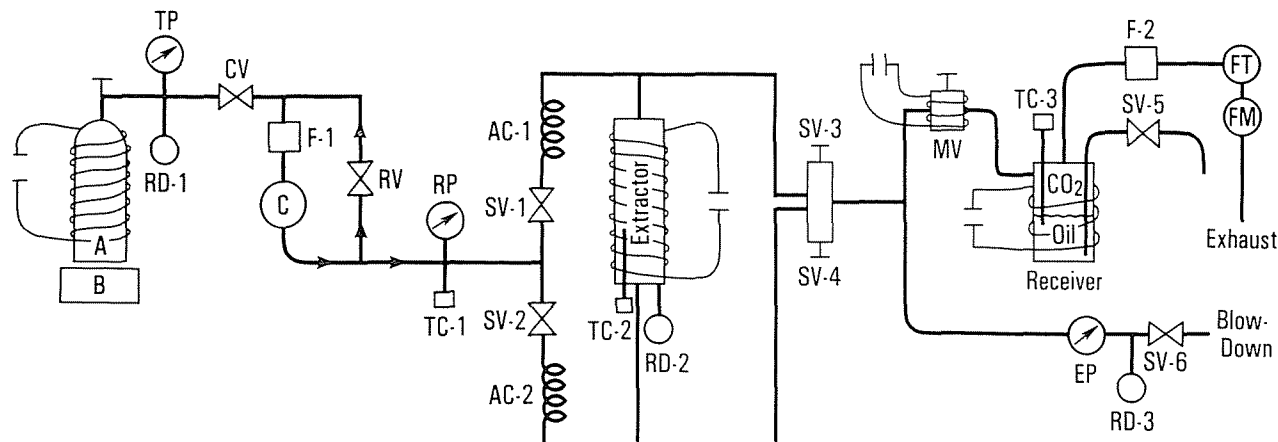 TP
CV
F-1
RD-1
A
B
C
RV
RP
TC-1
AC-1
SV-1
SV-2
AC-2
Extractor
TC-2
RD-2
SV-3
SV-4
MV
F-2
TC-3
SV-5
FT
FM
CO₂
Oil
Receiver
Exhaust
EP
RD-3
SV-6
Blow-
Down